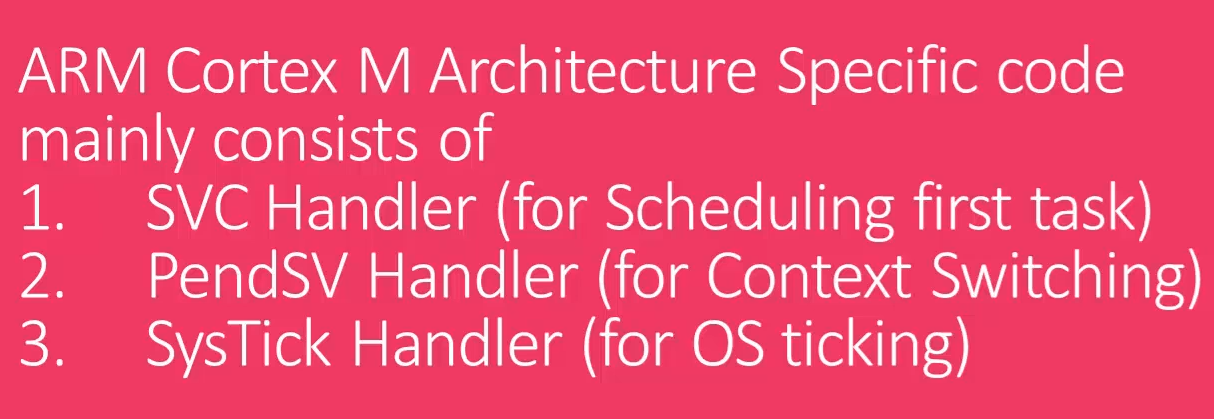 ARM Cortex M Architecture Specific code
mainly consists of
1. SVC Handler (for Scheduling first task)
2. PendSV Handler (for Context Switching)
3. SysTick Handler (for OS ticking)